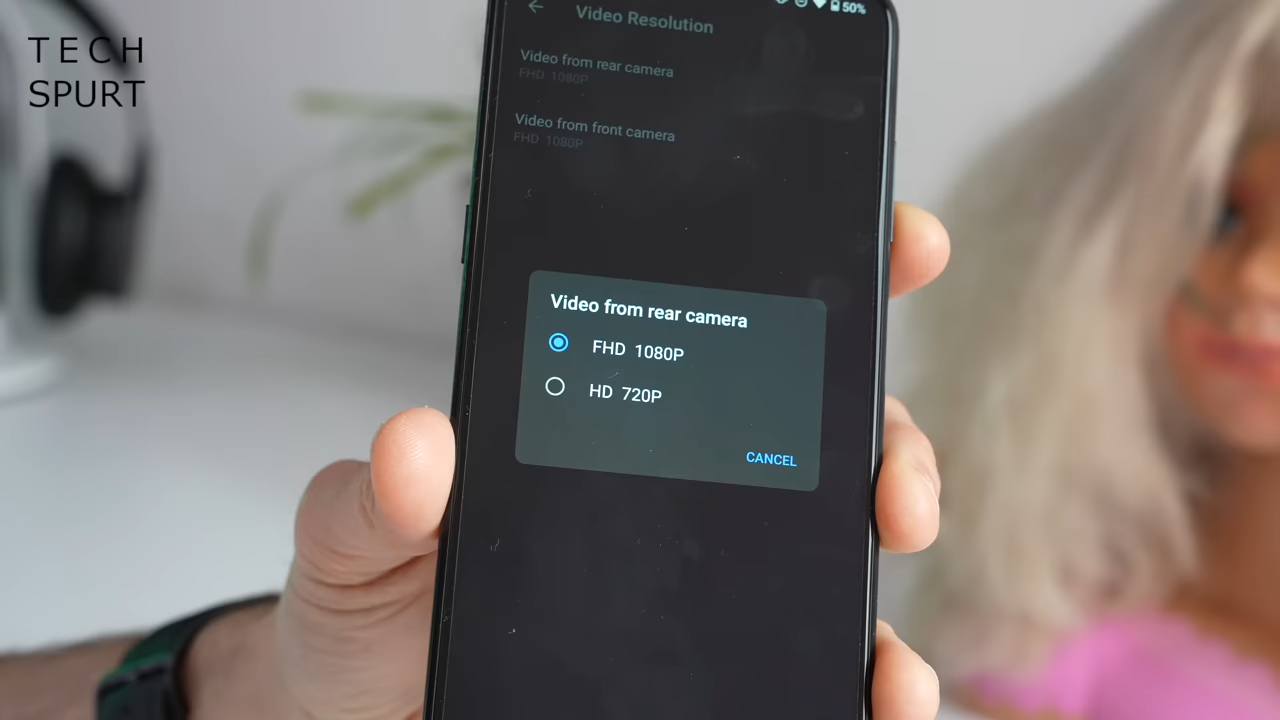 TECH
SPURT
50%
Video Resolution
Video from rear camera
FHD 1080P
Video from front camera
FHD 1080P
Video from rear camera
FHD 1080P
HD 720P
CANCEL